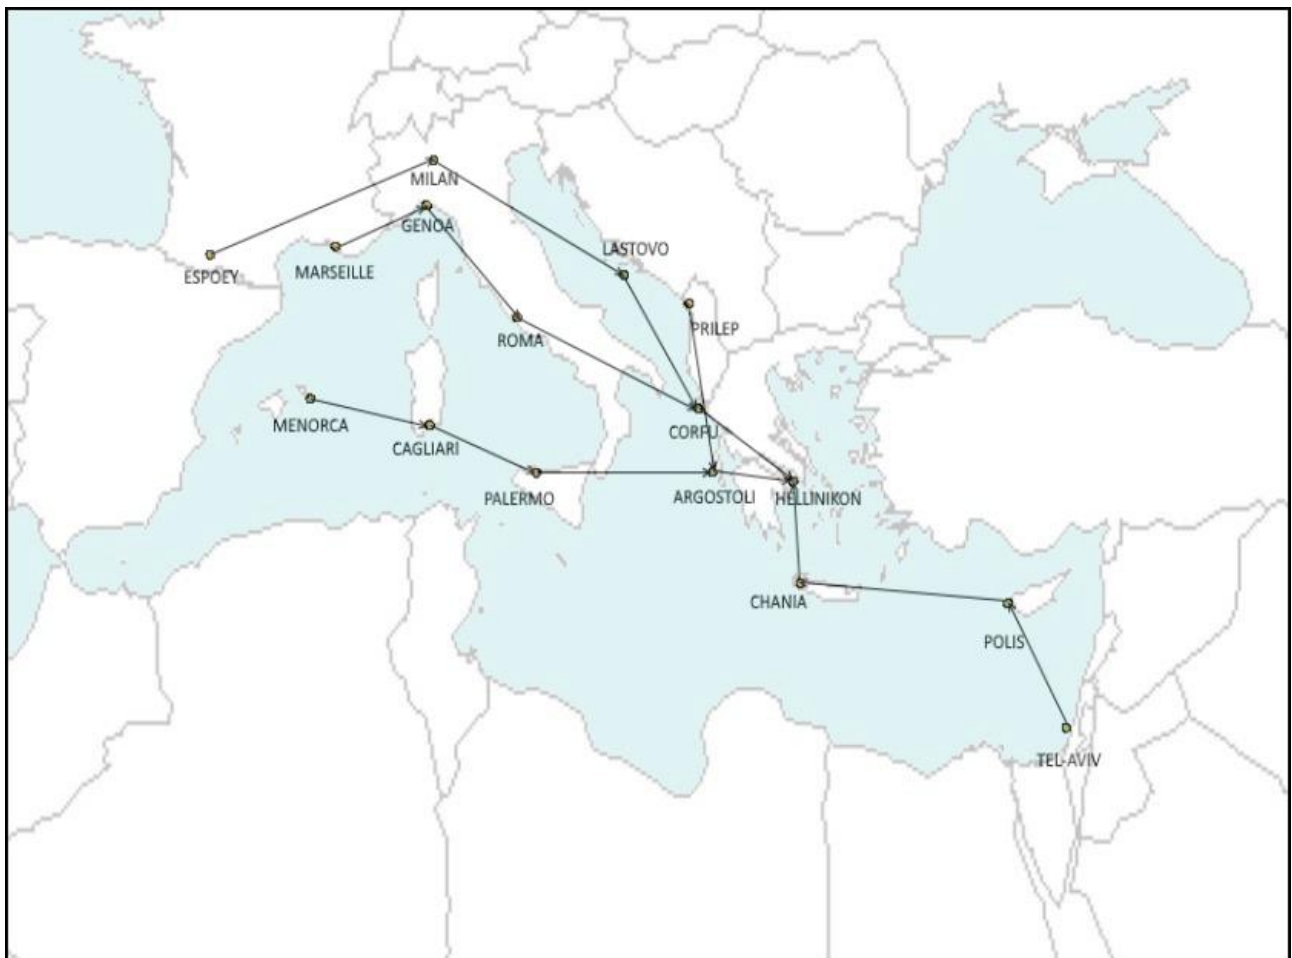 MILAN
GENOA
LASTOVO
ESPOEY
MARSEILLE
PRILEP
ROMA
MENORCA
CORFU
CAGLIARI
PALERMO
ARGOSTOLI
HELLINIKON
CHANIA
POLIS
TEL-AVIV